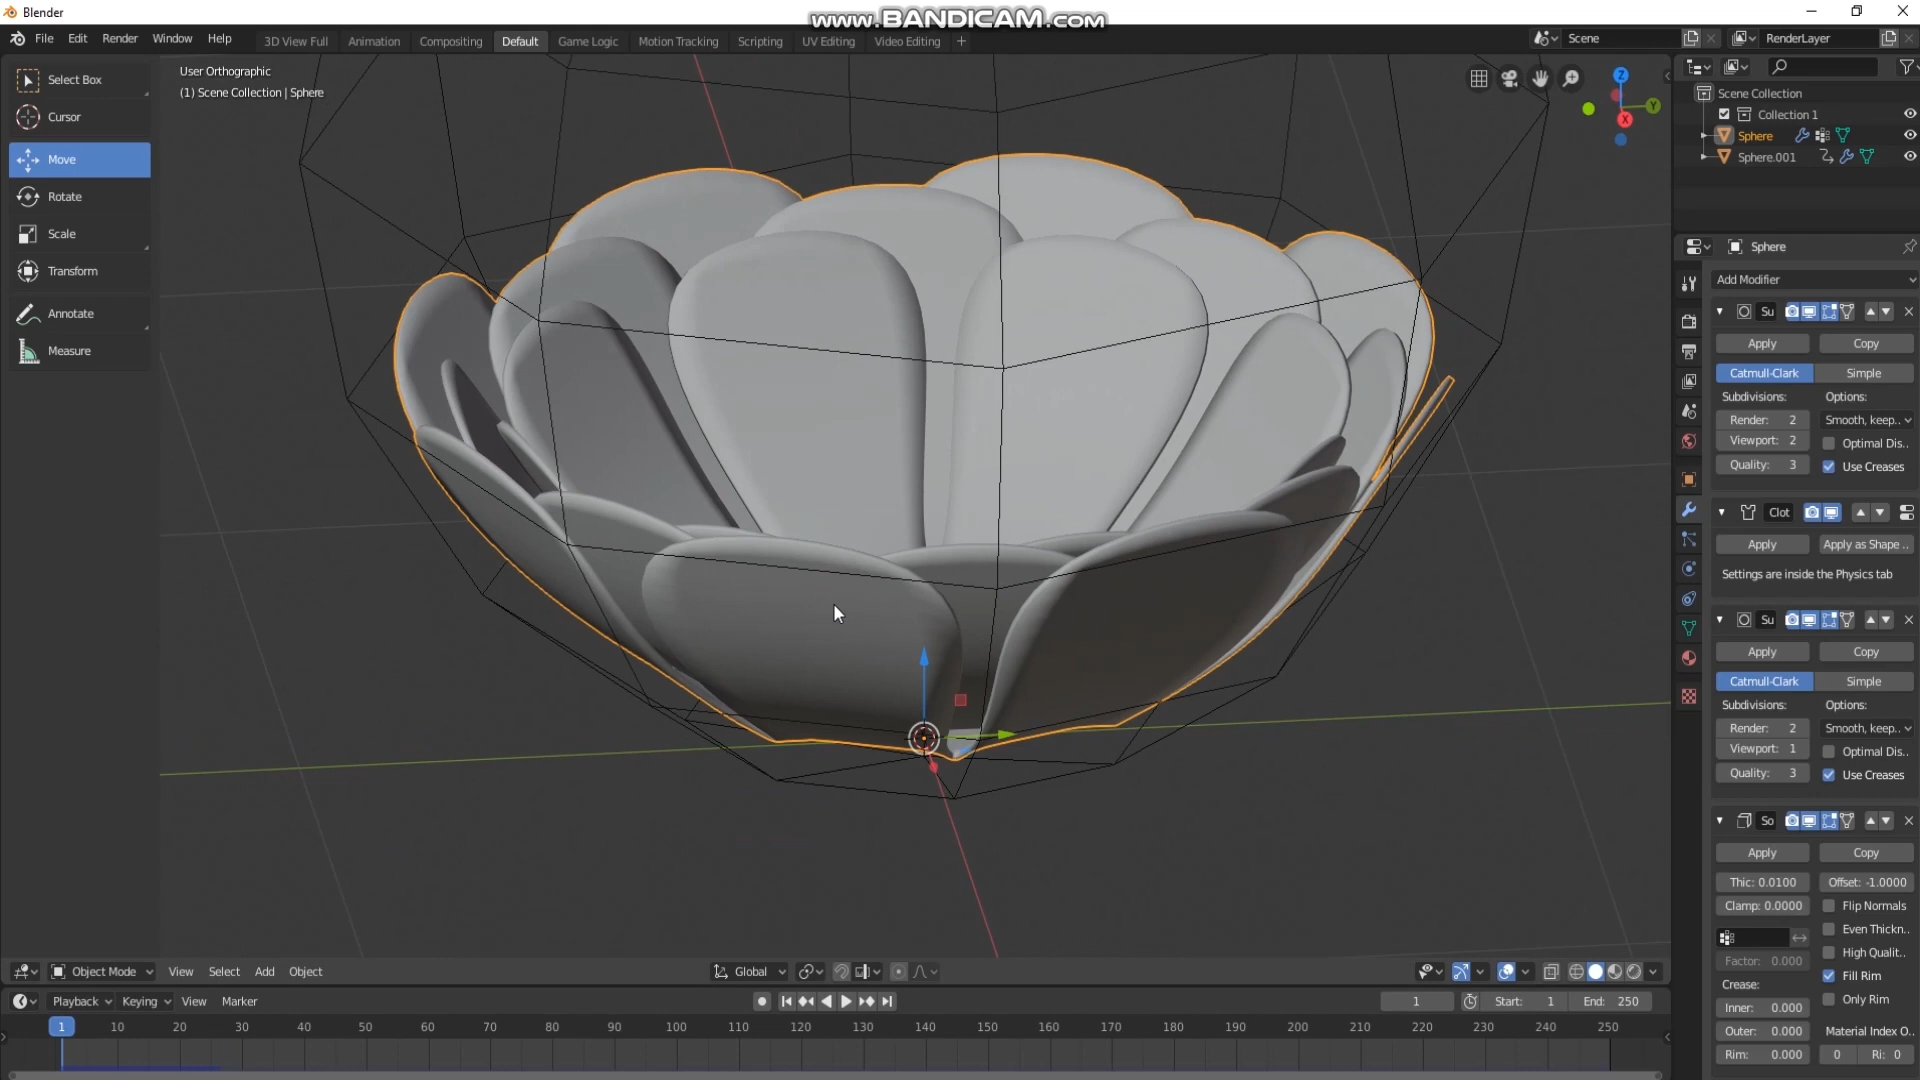 Blender
www.BANDICAM.com
File Edit Render Window Help
3D View Full Animation Compositing Default Game Logic Motion Tracking Scripting UV Editing Video Editing +
Scene
RenderLayer
Select Box
Cursor
Move
Rotate
Scale
Transform
Annotate
Measure
User Orthographic
(1) Scene Collection | Sphere
Z
Y
X
Scene Collection
Collection 1
Sphere
Sphere.001
Sphere
Add Modifier
Su
Apply Copy
Catmull-Clark Simple
Subdivisions: Options:
Render: 2 Smooth, keep..
Viewport: 2 Optimal Dis..
Quality: 3 Use Creases
Clot
Apply Apply as Shape ..
Settings are inside the Physics tab
Su
Apply Copy
Catmull-Clark Simple
Subdivisions: Options:
Render: 2 Smooth, keep..
Viewport: 1 Optimal Dis..
Quality: 3 Use Creases
So
Apply Copy
Thic: 0.0100 Offset: -1.0000
Clamp: 0.0000 Flip Normals
Even Thickn..
High Qualit..
Factor: 0.000 Fill Rim
Crease: Only Rim
Inner: 0.000
Outer: 0.000 Material Index O..
Rim: 0.000 0 Ri: 0
Object Mode View Select Add Object
Global
Playback Keying View Marker
1 Start: 1 End: 250
1 10 20 30 40 50 60 70 80 90 100 110 120 130 140 150 160 170 180 190 200 210 220 230 240 250